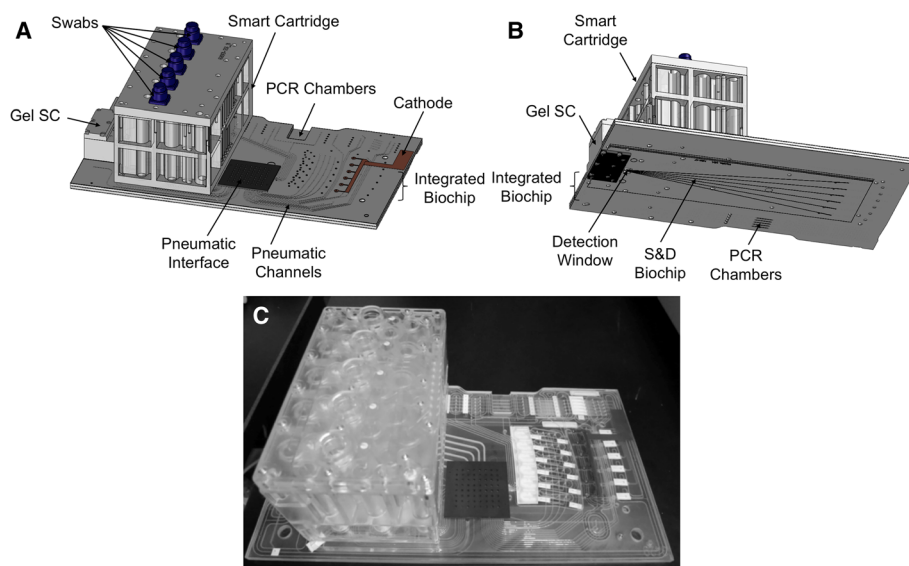 A
Swabs
Smart Cartridge
PCR Chambers
Cathode
Gel SC
Integrated
Biochip
Pneumatic
Interface
Pneumatic
Channels
B
Smart
Cartridge
Gel SC
Integrated
Biochip
Detection
Window
S&D
Biochip
PCR
Chambers
C